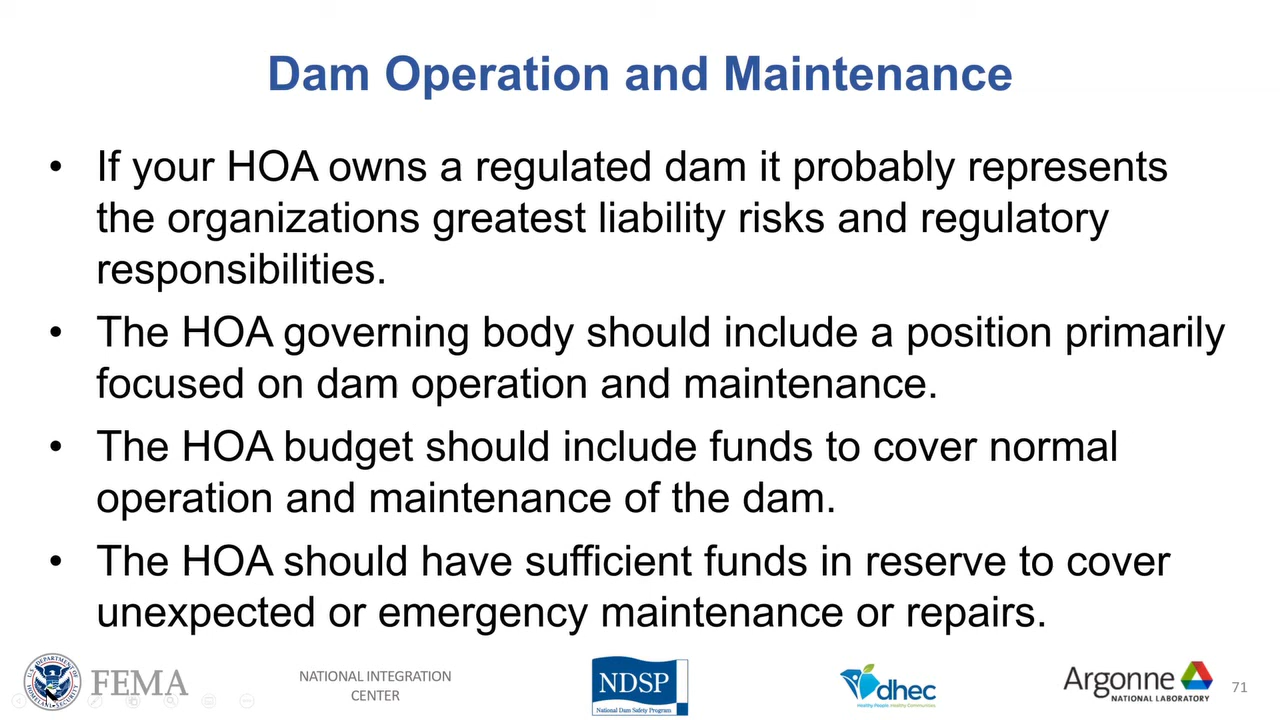 Dam Operation and Maintenance
• If your HOA owns a regulated dam it probably represents
the organizations greatest liability risks and regulatory
responsibilities.
• The HOA governing body should include a position primarily
focused on dam operation and maintenance.
• The HOA budget should include funds to cover normal
operation and maintenance of the dam.
• The HOA should have sufficient funds in reserve to cover
unexpected or emergency maintenance or repairs.
FEMA
NATIONAL INTEGRATION
CENTER
NDSP
National Dam Safety Program
dhec
Healthy People Healthy Communities
Argonne
NATIONAL LABORATORY
71